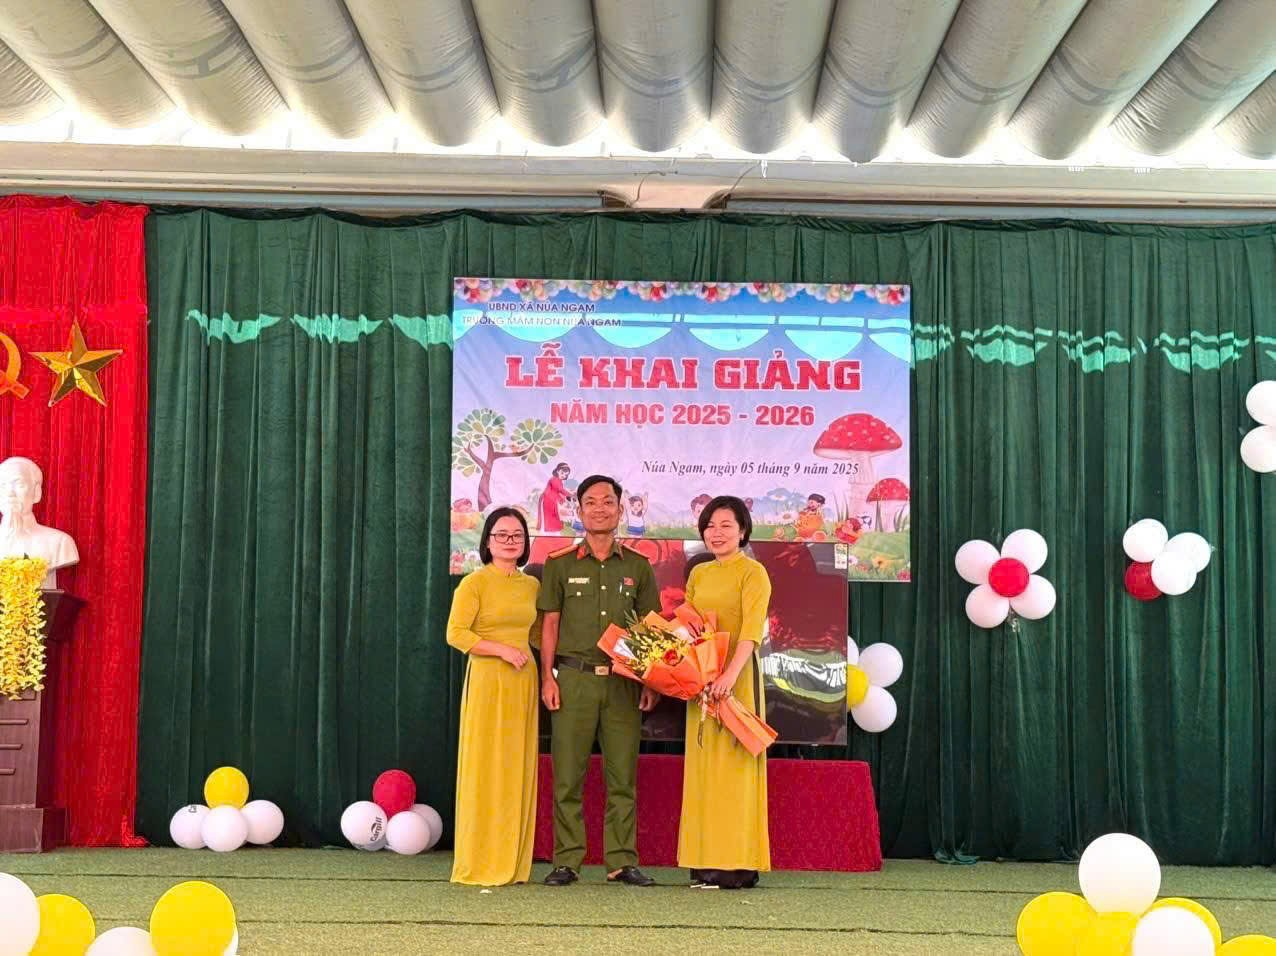 UBND XÃ NÚA NGAM
TRƯỜNG MẦM NON NÚA NGAM
LỄ KHAI GIẢNG
NĂM HỌC 2025 - 2026
Núa Ngam, ngày 05 tháng 9 năm 2025
Cargill